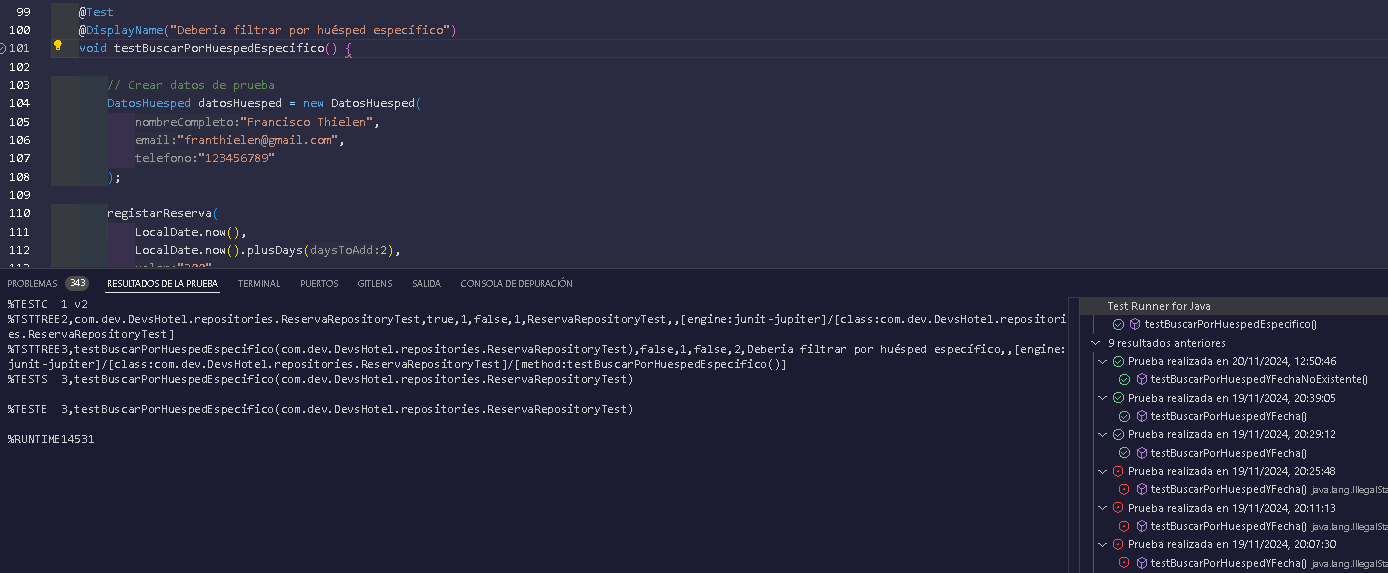 99 @Test
100 @DisplayName("Deberia filtrar por huésped específico")
101 void testBuscarPorHuespedEspecifico() {
102
103 // Crear datos de prueba
104 DatosHuesped datosHuesped = new DatosHuesped(
105 nombreCompleto:"Francisco Thielen",
106 email:"franthielen@gmail.com",
107 telefono:"123456789"
108 );
109
110 registarReserva(
111 LocalDate.now(),
112 LocalDate.now().plusDays(daysToAdd:2),
PROBLEMAS 343 RESULTADOS DE LA PRUEBA TERMINAL PUERTOS GITLENS SALIDA CONSOLA DE DEPURACIÓN
%TESTC 1 v2
%TSTTREE2,com.dev.DevsHotel.repositories.ReservaRepositoryTest,true,1,false,1,ReservaRepositoryTest,,[engine:junit-jupiter]/[class:com.dev.DevsHotel.repositori
es.ReservaRepositoryTest]
%TSTTREE3,testBuscarPorHuespedEspecifico(com.dev.DevsHotel.repositories.ReservaRepositoryTest),false,1,false,2,Deberia filtrar por huésped específico,,[engine:
junit-jupiter]/[class:com.dev.DevsHotel.repositories.ReservaRepositoryTest]/[method:testBuscarPorHuespedEspecifico()]
%TESTS 3,testBuscarPorHuespedEspecifico(com.dev.DevsHotel.repositories.ReservaRepositoryTest)
%TESTE 3,testBuscarPorHuespedEspecifico(com.dev.DevsHotel.repositories.ReservaRepositoryTest)
%RUNTIME14531
Test Runner for Java
testBuscarPorHuespedEspecifico()
9 resultados anteriores
Prueba realizada en 20/11/2024, 12:50:46
testBuscarPorHuespedYFechaNoExistente()
Prueba realizada en 19/11/2024, 20:39:05
testBuscarPorHuespedYFecha()
Prueba realizada en 19/11/2024, 20:29:12
testBuscarPorHuespedYFecha()
Prueba realizada en 19/11/2024, 20:25:48
testBuscarPorHuespedYFecha() java.lang.IllegalSta
Prueba realizada en 19/11/2024, 20:11:13
testBuscarPorHuespedYFecha() java.lang.IllegalSta
Prueba realizada en 19/11/2024, 20:07:30
testBuscarPorHuespedYFecha() java.lang.IllegalSta